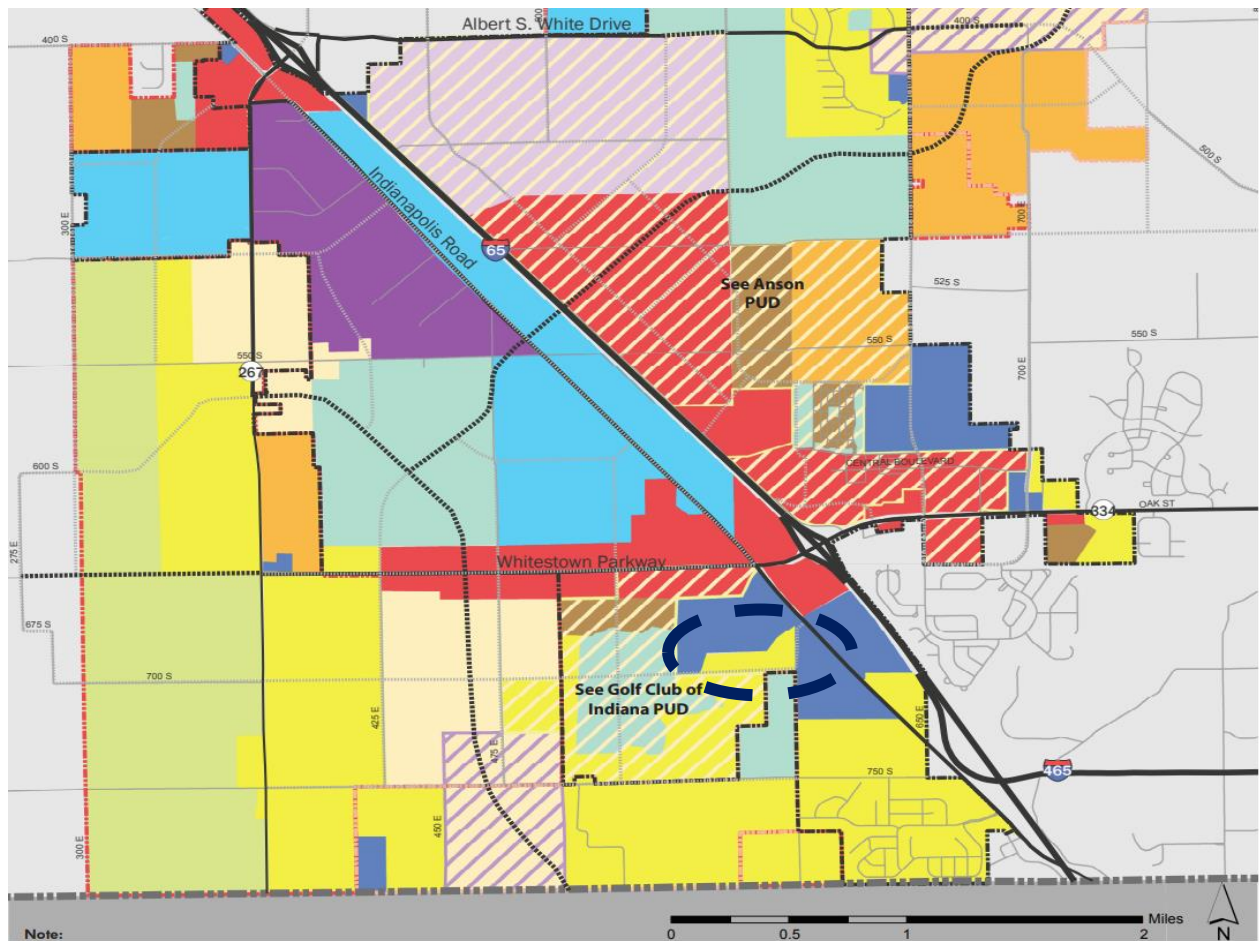 Albert S. White Drive
400 S
400 S
500 S
300 E
Indianapolis Road
65
700 E
See Anson
PUD
525 S
550 S
550 S
550 S
267
700 E
600 S
CENTRAL BOULEVARD
334
OAK ST
275 E
Whitestown Parkway
675 S
700 S
See Golf Club of
Indiana PUD
425 E
475 E
650 E
465
750 S
450 E
300 E
Note:
Miles
0
0.5
1
2
N